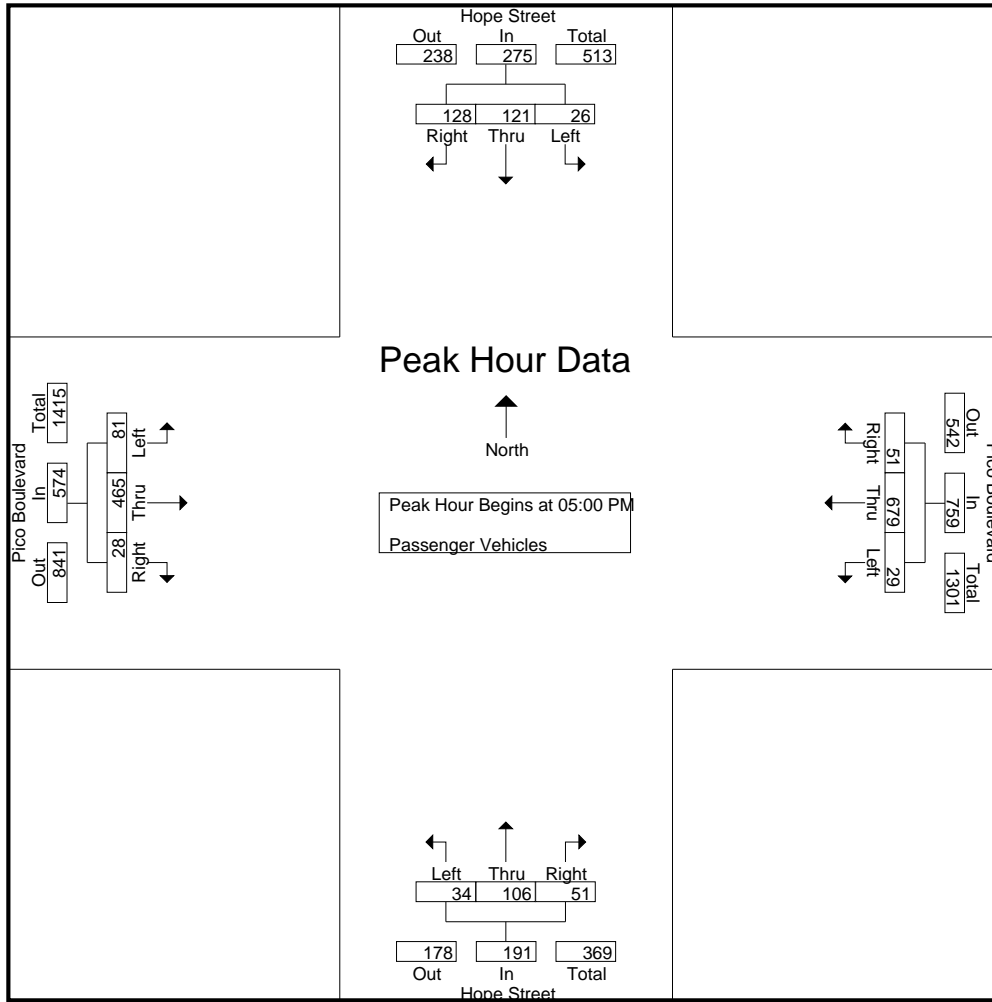 Hope Street
Out In Total
238 275 513
128 121 26
Right Thru Left
Peak Hour Data
North
Peak Hour Begins at 05:00 PM
Passenger Vehicles
Pico Boulevard
Out In Total
841 574 1415
Right Thru Left
28 465 81
Pico Boulevard
Out In Total
542 759 1301
Right Thru Left
51 679 29
Left Thru Right
34 106 51
178 191 369
Out In Total
Hope Street